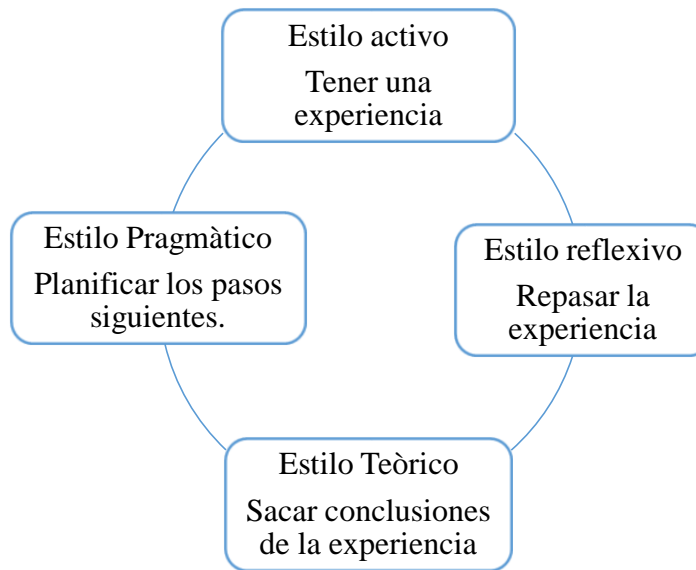 Estilo activo
Tener una
experiencia
Estilo reflexivo
Repasar la
experiencia
Estilo Teòrico
Sacar conclusiones
de la experiencia
Estilo Pragmàtico
Planificar los pasos
siguientes.